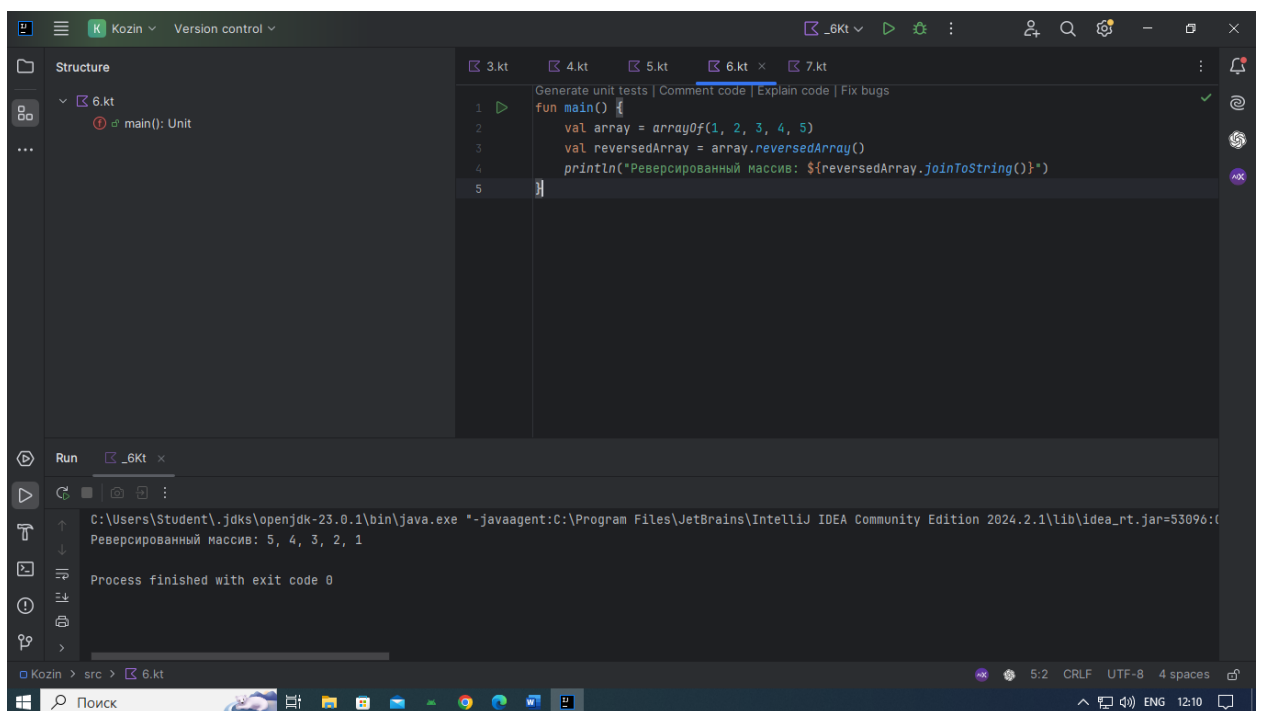 K Kozin Version control _6Kt
Structure
6.kt
main(): Unit
3.kt 4.kt 5.kt 6.kt 7.kt
Generate unit tests | Comment code | Explain code | Fix bugs
1 fun main() {
2 val array = arrayOf(1, 2, 3, 4, 5)
3 val reversedArray = array.reversedArray()
4 println("Реверсированный массив: ${reversedArray.joinToString()}")
5 }
Run _6Kt
C:\Users\Student\.jdks\openjdk-23.0.1\bin\java.exe "-javaagent:C:\Program Files\JetBrains\IntelliJ IDEA Community Edition 2024.2.1\lib\idea_rt.jar=53096:
Реверсированный массив: 5, 4, 3, 2, 1
Process finished with exit code 0
Kozin > src > 6.kt 5:2 CRLF UTF-8 4 spaces
Поиск ENG 12:10